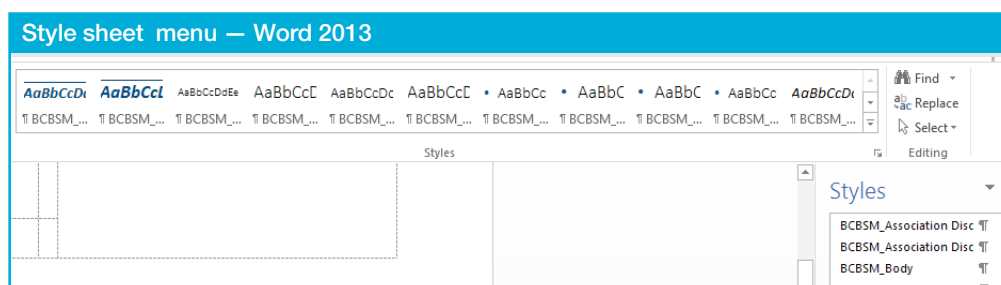 Style sheet menu — Word 2013
AaBbCcDc AaBbCcL AaBbCcDdEe AaBbCcD AaBbCcDc AaBbCcD • AaBbCc • AaBbC • AaBbC • AaBbCc AaBbCcDc
¶ BCBSM_... ¶ BCBSM_... ¶ BCBSM_... ¶ BCBSM_... ¶ BCBSM_... ¶ BCBSM_... ¶ BCBSM_... ¶ BCBSM_... ¶ BCBSM_... ¶ BCBSM_... ¶ BCBSM_...
Styles
Find
Replace
Select
Editing
Styles
BCBSM_Association Disc ¶
BCBSM_Association Disc ¶
BCBSM_Body ¶